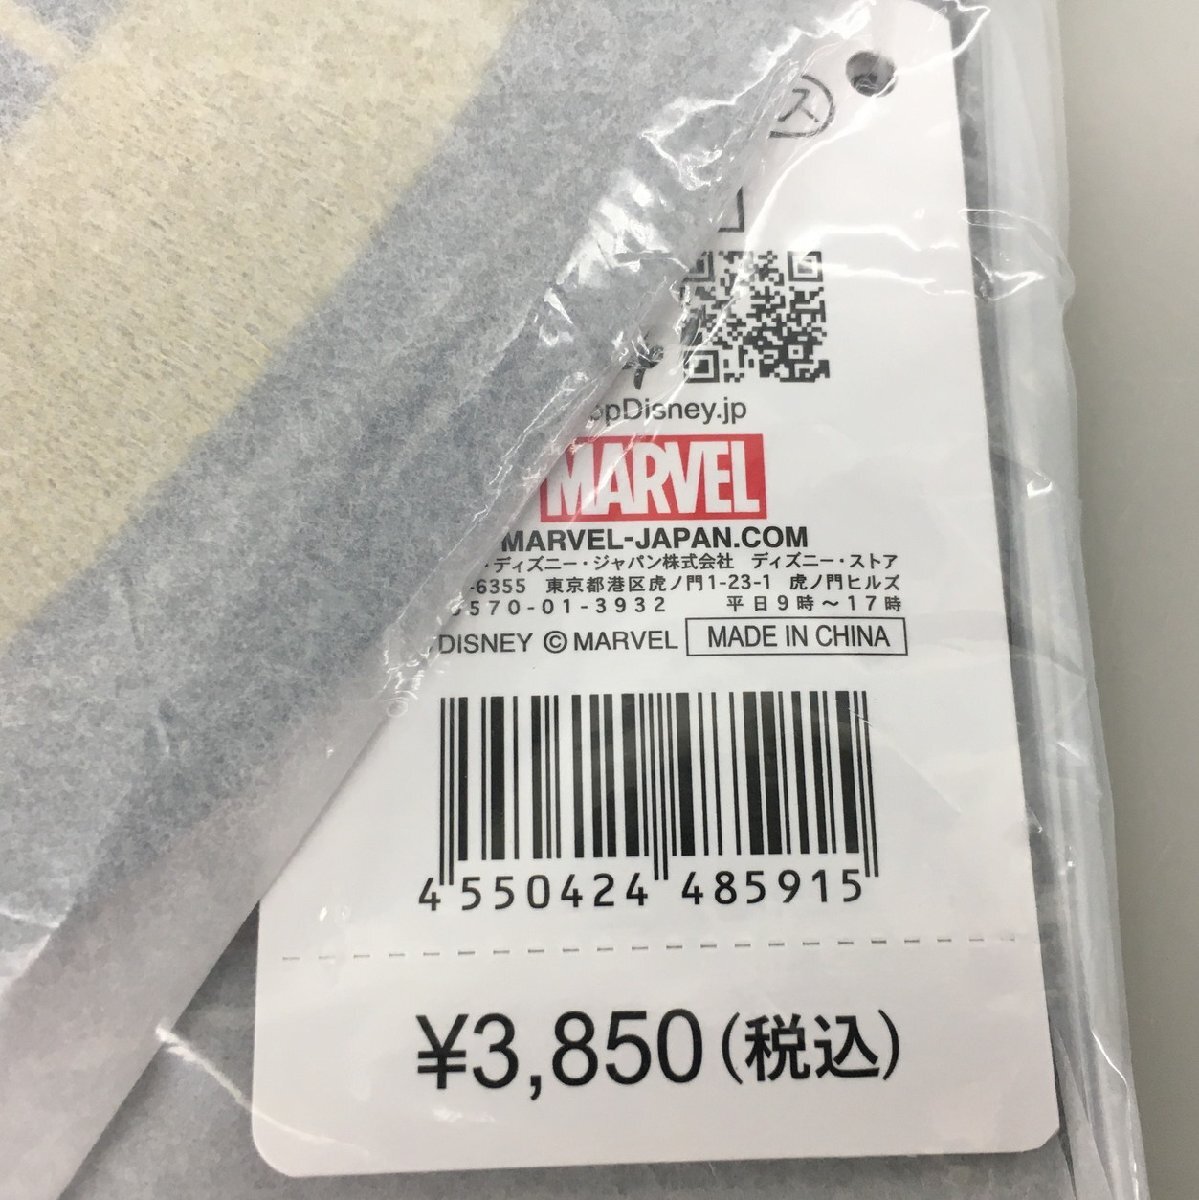 ス
ppDisney.jp
MARVEL
MARVEL-JAPAN.COM
・ディズニー・ジャパン株式会社 ディズニー・ストア
-6355 東京都港区虎ノ門1-23-1 虎ノ門ヒルズ
570-01-3932 平日9時～17時
DISNEY © MARVEL MADE IN CHINA
4 550424 485915
¥3,850(税込)